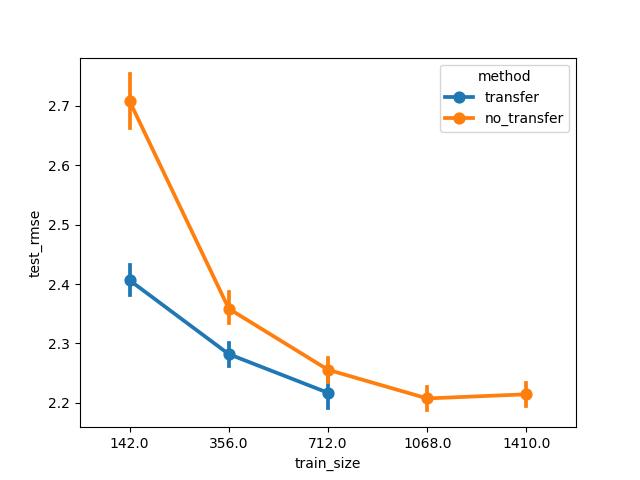 method
transfer
no_transfer
2.7
2.6
2.5
2.4
2.3
2.2
test_rmse
142.0 356.0 712.0 1068.0 1410.0
train_size